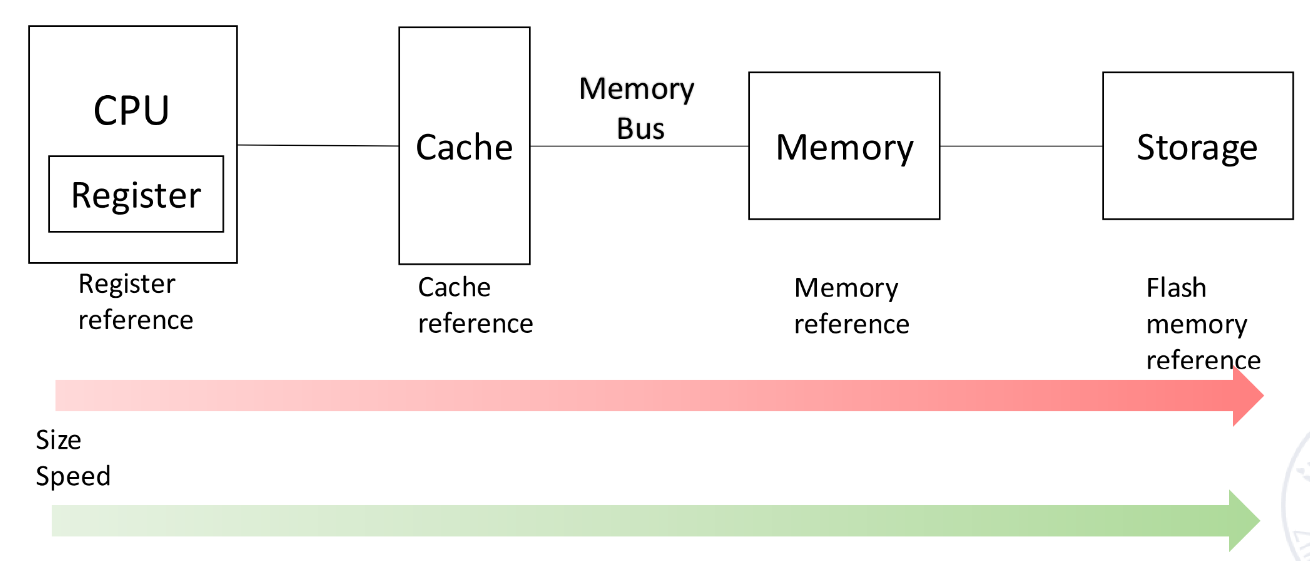 CPU
Register
Cache
Memory
Bus
Memory
Storage
Register
reference
Cache
reference
Memory
reference
Flash
memory
reference
Size
Speed